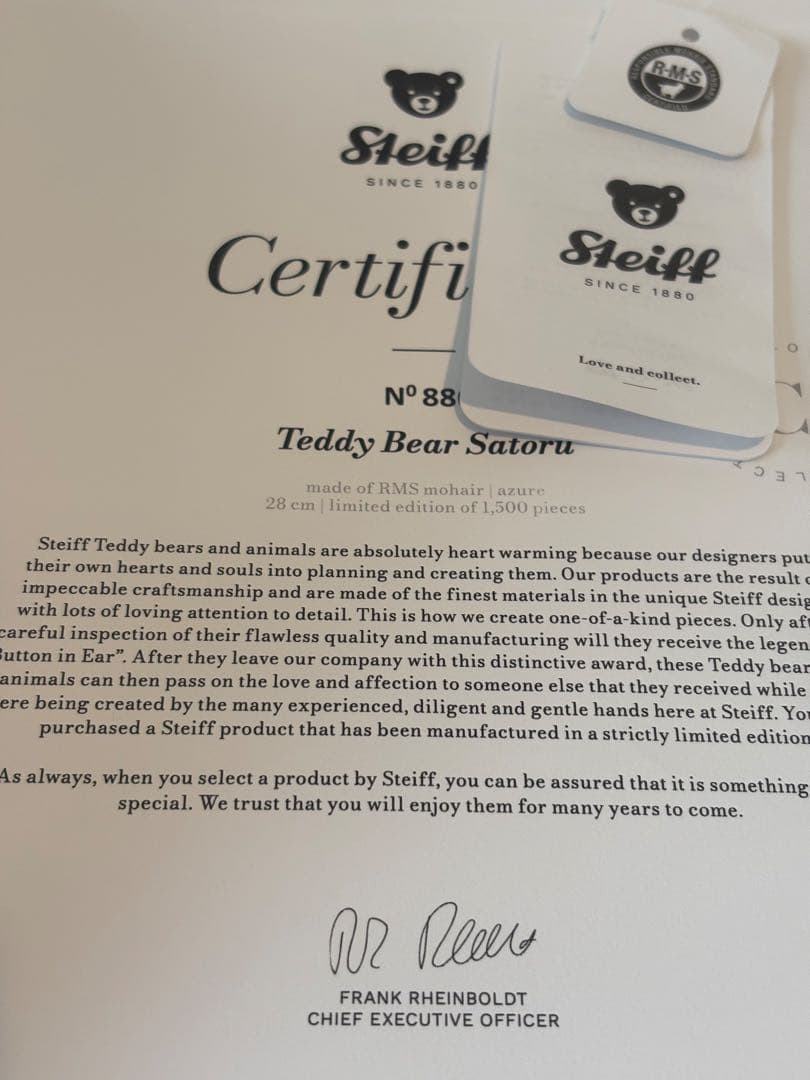 Steiff
SINCE 1880
R·M·S
CERTIFIED
Steiff
SINCE 1880
Love and collect.
Nº 88
Teddy Bear Satoru
made of RMS mohair | azure
28 cm | limited edition of 1,500 pieces
Steiff Teddy bears and animals are absolutely heart warming because our designers put
their own hearts and souls into planning and creating them. Our products are the result
impeccable craftsmanship and are made of the finest materials in the unique Steiff
with lots of loving attention to detail. This is how we create one-of-a-kind pieces. Only
careful inspection of their flawless quality and manufacturing will they receive the
in Ear”. After they leave our company with this distinctive award, these Teddy
animals can then pass on the love and affection to someone else that they received while
being created by the many experienced, diligent and gentle hands here at Steiff.
purchased a Steiff product that has been manufactured in a strictly limited edition
As always, when you select a product by Steiff, you can be assured that it is something
special. We trust that you will enjoy them for many years to come.
FRANK RHEINBOLDT
CHIEF EXECUTIVE OFFICER